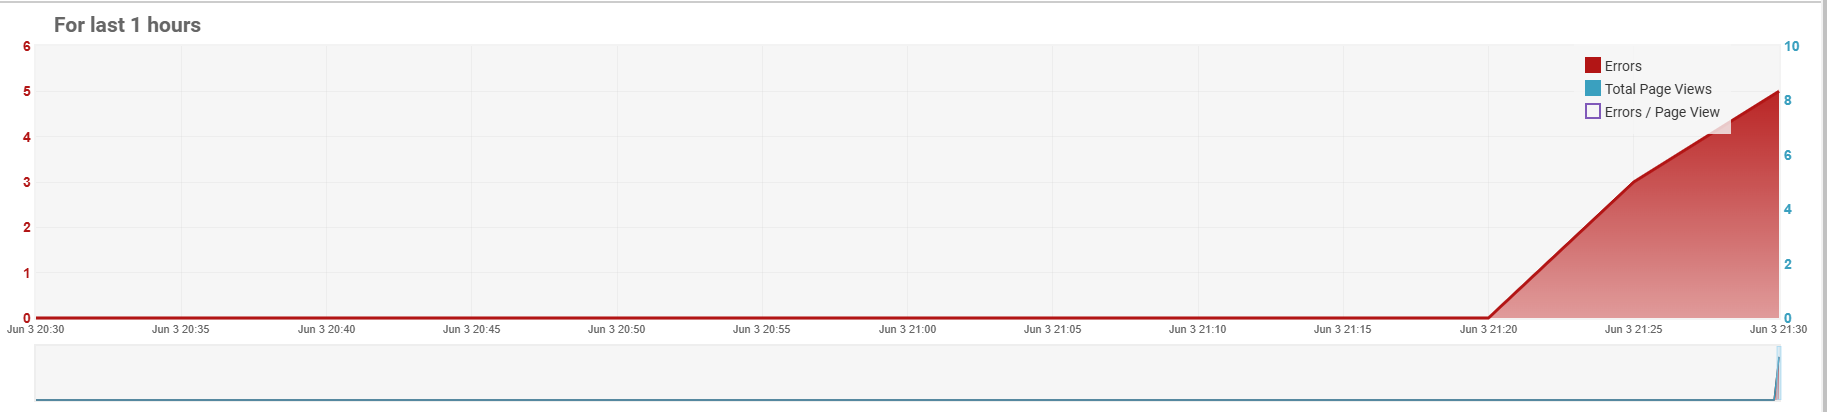 For last 1 hours
6
5
4
3
2
1
0
10
8
6
4
2
0
Errors
Total Page Views
Errors / Page View
Jun 3 20:30
Jun 3 20:35
Jun 3 20:40
Jun 3 20:45
Jun 3 20:50
Jun 3 20:55
Jun 3 21:00
Jun 3 21:05
Jun 3 21:10
Jun 3 21:15
Jun 3 21:20
Jun 3 21:25
Jun 3 21:30